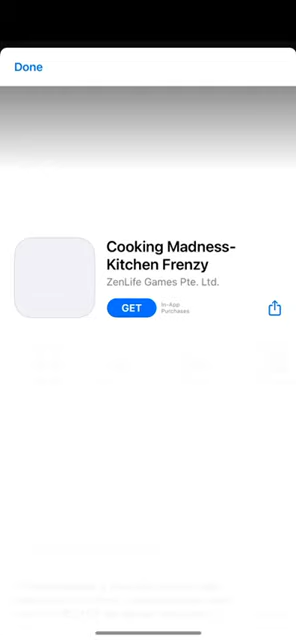 Done
Cooking Madness-
Kitchen Frenzy
ZenLife Games Pte. Ltd.
GET
In-App
Purchases